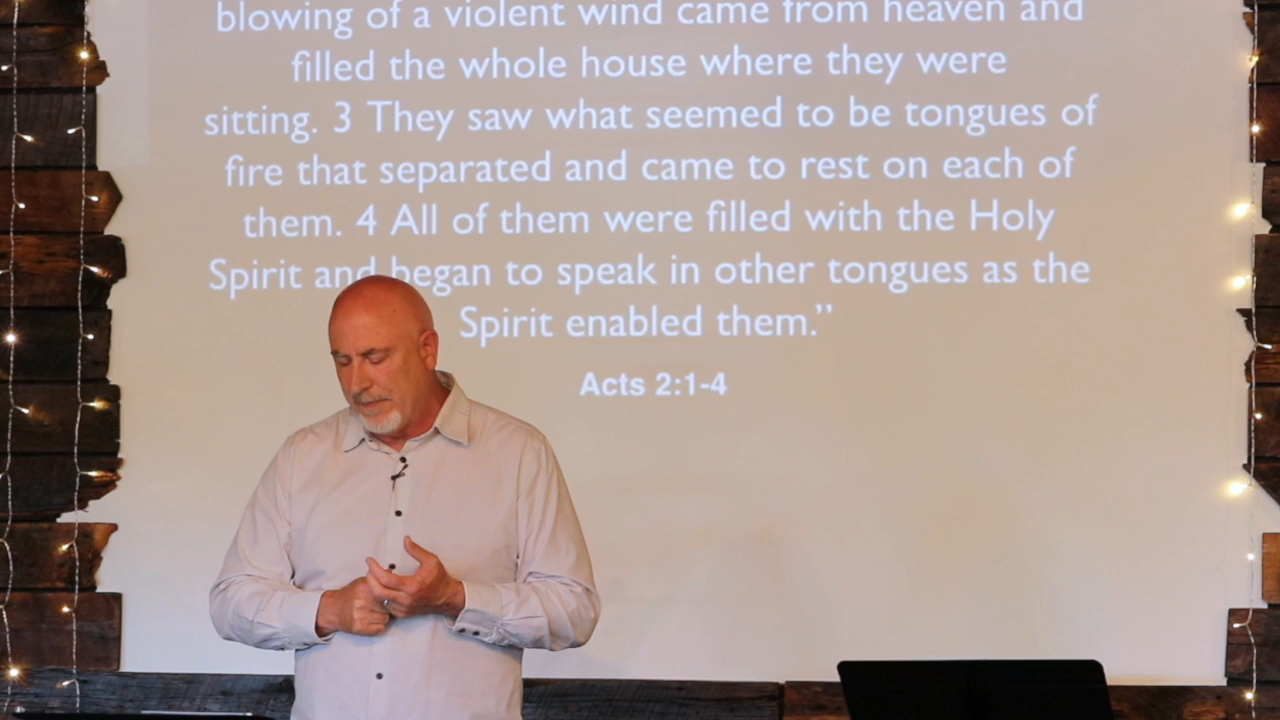 blowing of a violent wind came from heaven and
filled the whole house where they were
sitting. 3 They saw what seemed to be tongues of
fire that separated and came to rest on each of
them. 4 All of them were filled with the Holy
Spirit and began to speak in other tongues as the
Spirit enabled them.”
Acts 2:1-4